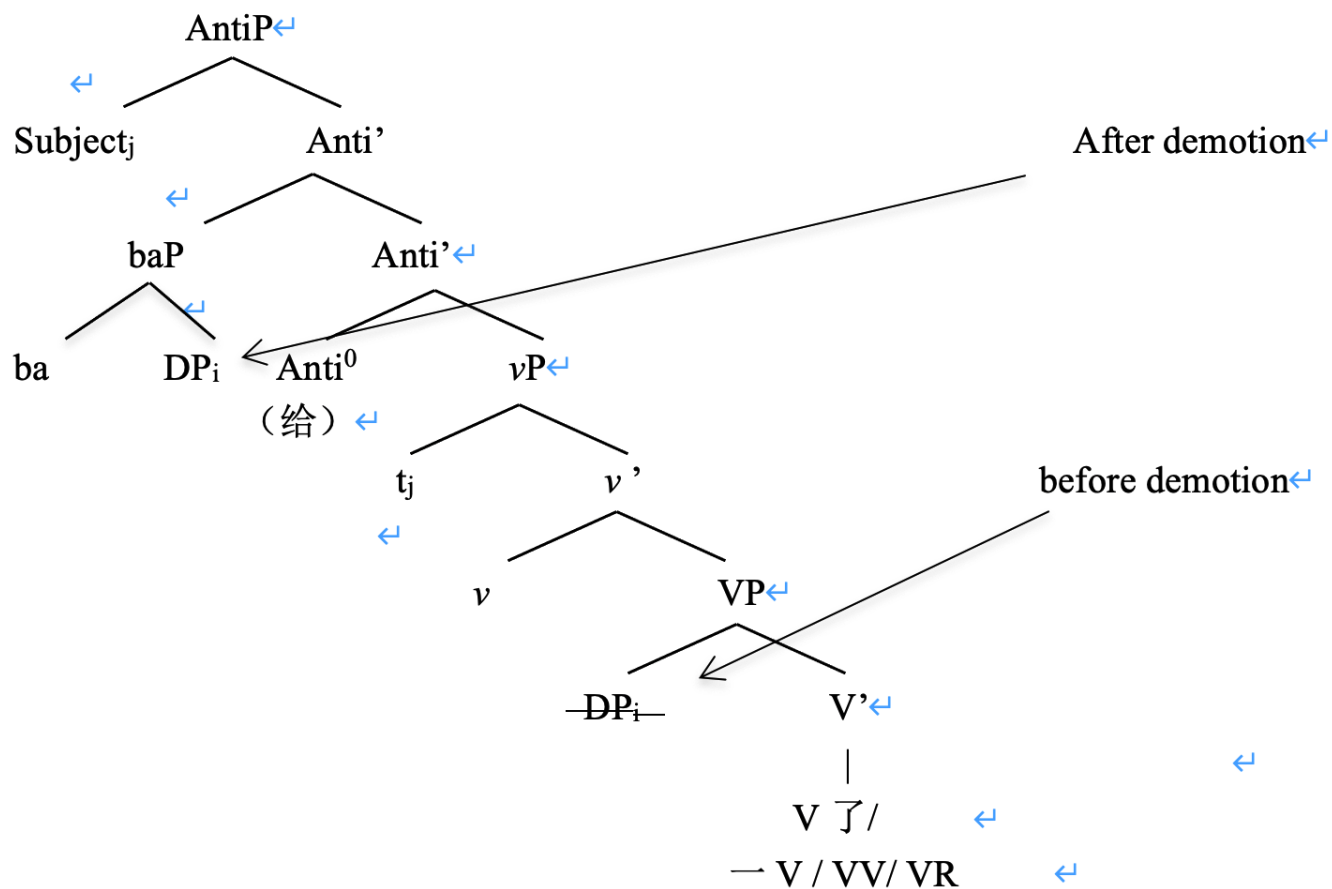 AntiP
Subjectj Anti’ After demotion
baP Anti’
ba DPi Anti0 vP
（给）
tj v ’ before demotion
v VP
DPi V’
V 了/
一 V / VV/ VR